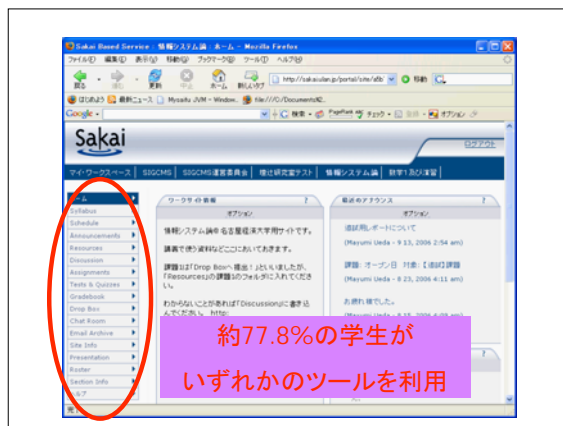 Sakai Based Service : 情報システム論 : ホーム - Mozilla Firefox
ファイル(F) 編集(E) 表示(V) 移動(G) ブックマーク(B) ツール(T) ヘルプ(H)
戻る 進む 更新 中止 ホーム 新しいタブ 移動
はじめよう 最新ニュース
Google 検索 PageRank チェック オプション
Sakai
ログアウト
マイ・ワークスペース SIGCMS SIGCMS運営委員会 情報システム論 数学1及び演習
ホーム
Syllabus
Schedule
Announcements
Resources
Discussion
Assignments
Tests & Quizzes
Gradebook
Drop Box
Chat Room
Email Archive
Site Info
Presentation
Roster
Section Info
ヘルプ
ワークサイト情報 ?
オプション
情報システム論@名古屋経済大学用サイトです。
講義で使う資料などここにおいておきます。
課題1は「Drop Boxへ提出！」といいましたが、
「Resources」の課題1のフォルダに入れてくださ
い。
わからないことがあれば「Discussion」に書き込
んでください。 http:
最近のアナウンス ?
オプション
追試用レポートについて
(Mayumi Ueda - 9 13, 2006 2:54 am)
課題: オープン日 対象:【追試】課題
(Mayumi Ueda - 8 23, 2006 4:11 am)
お疲れ様でした。
約77.8%の学生が
いずれかのツールを利用